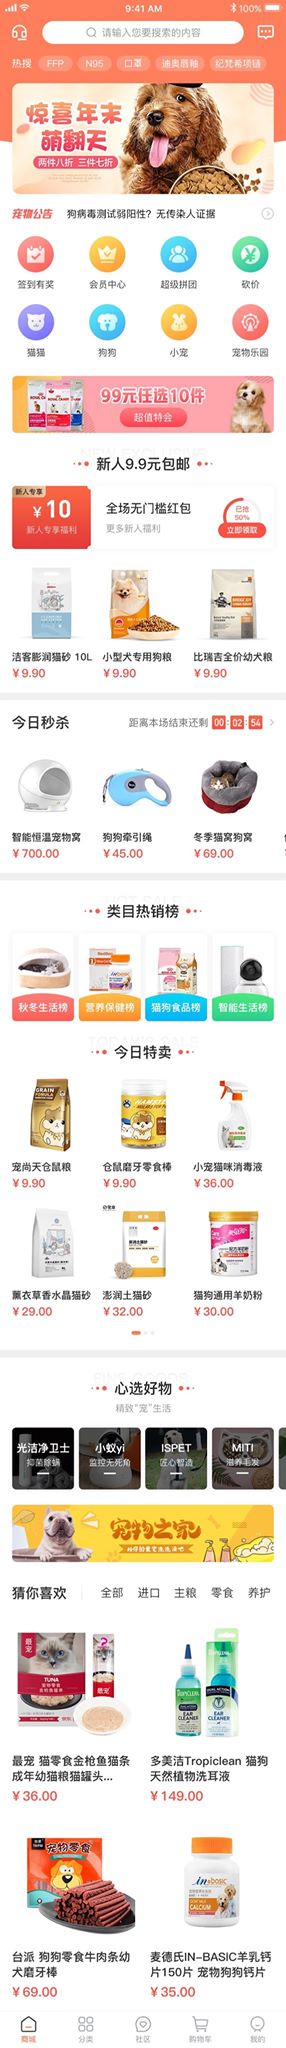 9:41 AM
100%
请输入您要搜索的内容
热搜 FFP N95 口罩 迪奥唇釉 纪梵希项链
惊喜年末
萌翻天
两件八折 三件七折
宠物公告 狗病毒测试弱阳性？无传染人证据
签到有奖 会员中心 超级拼团 砍价
猫猫 狗狗 小宠 宠物乐园
ROYAL CANIN
99元任选10件
超值特会
新人9.9元包邮
新人专享
￥10
新人专享福利
全场无门槛红包
更多新人福利
已抢
50%
立即领取
洁客膨润猫砂 10L 小型犬专用狗粮 比瑞吉全价幼犬粮
￥9.90 ￥9.90 ￥9.90
今日秒杀 距离本场结束还剩 00:02:54
智能恒温宠物窝 狗狗牵引绳 冬季猫窝狗窝
￥700.00 ￥45.00 ￥69.00
类目热销榜
秋冬生活榜 营养保健榜 猫狗食品榜 智能生活榜
今日特卖
GRAIN
宠尚天仓鼠粮 仓鼠磨牙零食棒 小宠猫咪消毒液
￥9.90 ￥9.90 ￥36.00
薰衣草香水晶猫砂 澎润土猫砂 猫狗通用羊奶粉
￥29.00 ￥32.00 ￥30.00
心选好物
精致“宠”生活
光洁净卫士 小蚁yi ISPET MITI
抑菌除螨 监控无死角 匠心智造 滋养毛发
宠物之家
猜你喜欢 全部 进口 主粮 零食 养护
最宠
TUNA
TROPICLEAN
EAR
CLEANER
最宠 猫零食金枪鱼猫条
成年幼猫粮猫罐头...
￥36.00
多美洁Tropiclean 猫狗
天然植物洗耳液
￥149.00
宠物零食
in-basic
CALCIUM
台派 狗狗零食牛肉条幼
犬磨牙棒
￥69.00
麦德氏IN-BASIC羊乳钙
片150片 宠物狗狗钙片
￥35.00
商城 分类 社区 购物车 我的